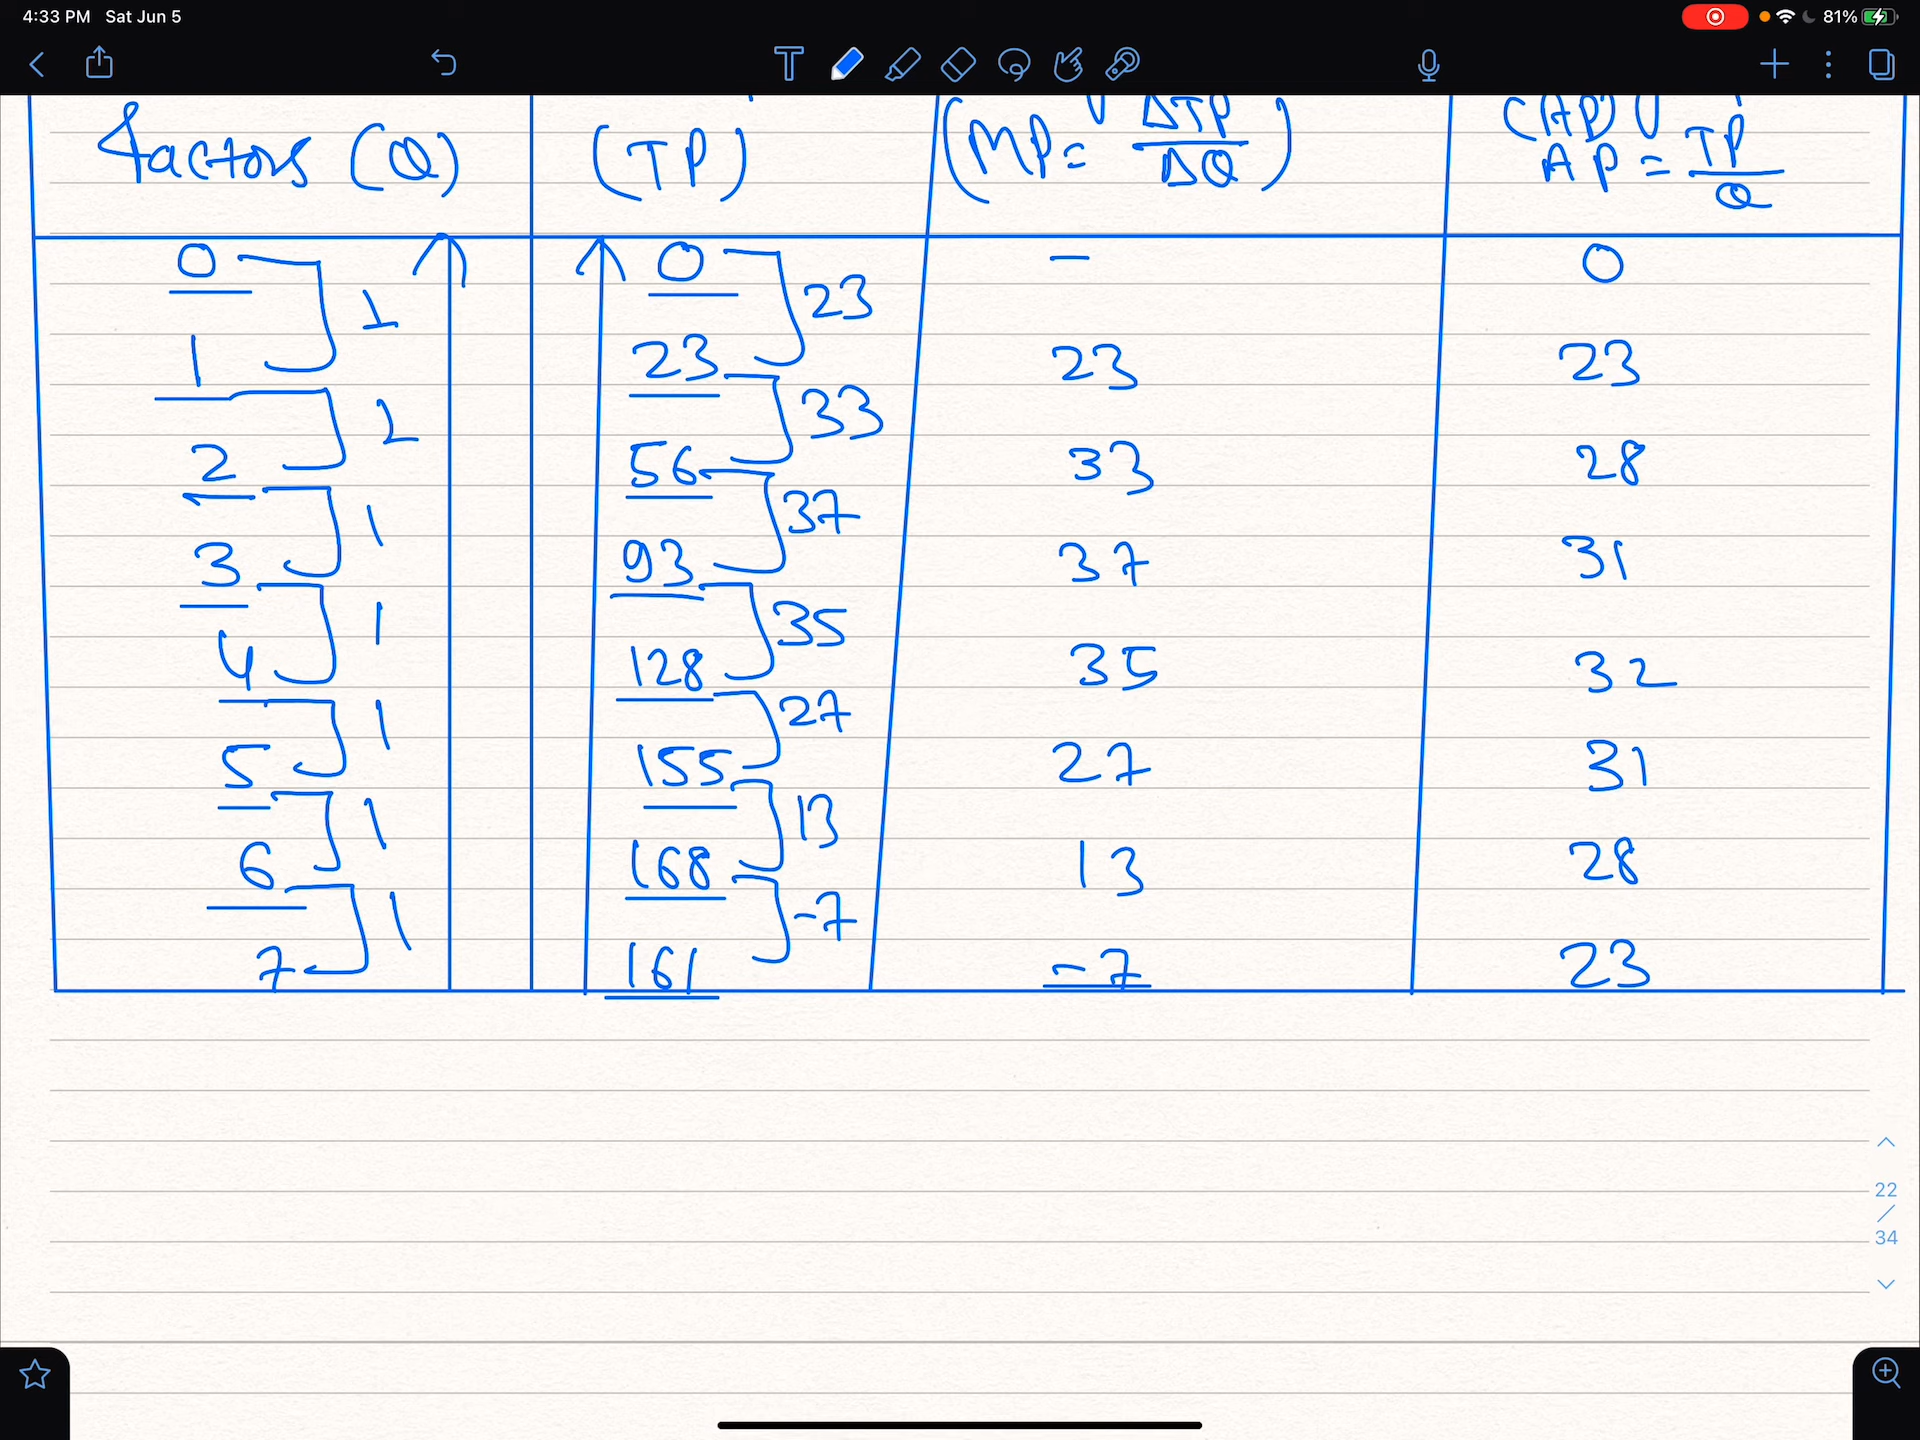 4:33 PM Sat Jun 5
81%
factors (Q) (TP) (MP = ΔTP/ΔQ) (AP)
AP = TP/Q
0 0 – 0
1 23
1 23 23 23
2 33
2 56 33 28
1 37
3 93 37 31
1 35
4 128 35 32
1 27
5 155 27 31
1 13
6 168 13 28
1 -7
7 161 -7 23
22
/
34